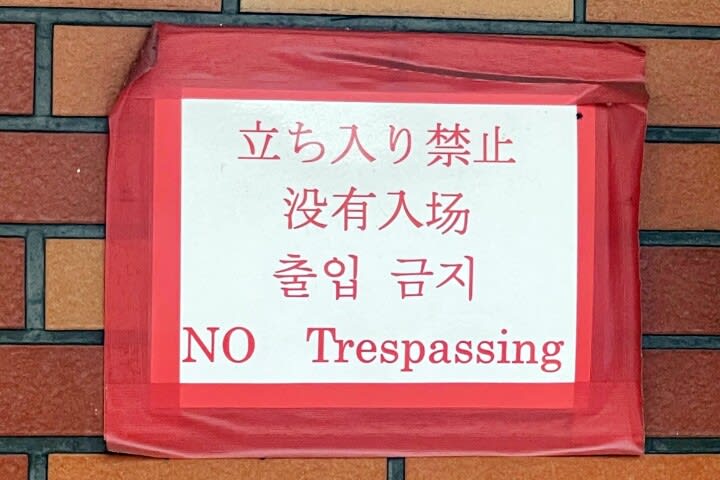 立ち入り禁止
没有入场
출입 금지
NO Trespassing